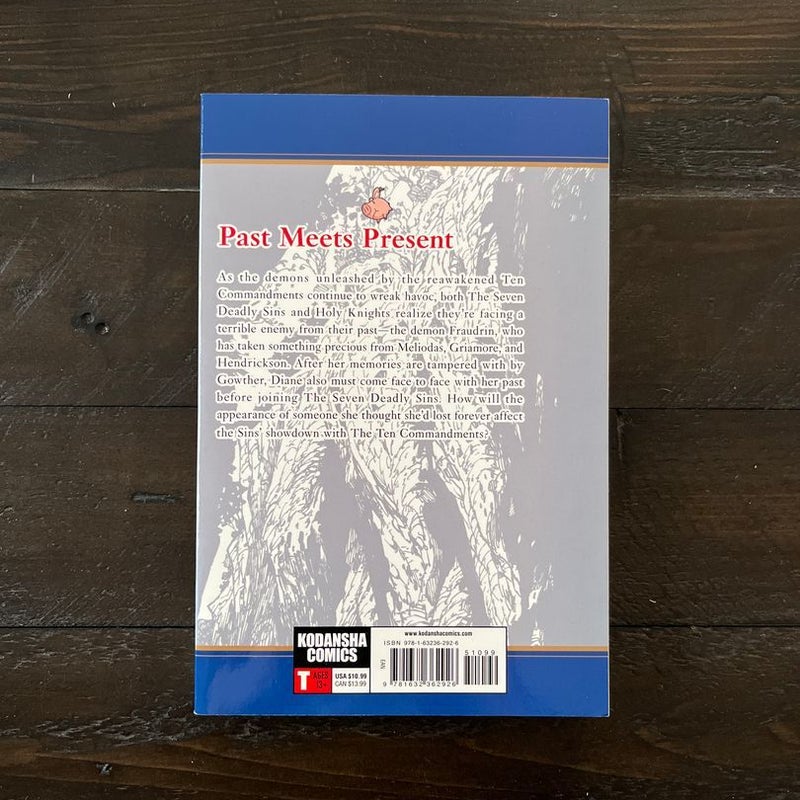 Past Meets Present
As the demons unleashed by the reawakened Ten
Commandments continue to wreak havoc, both The Seven
Deadly Sins and Holy Knights realize they're facing a
terrible enemy from their past—the demon Fraudrin, who
has taken something precious from Meliodas, Griamore, and
Hendrickson. After her memories are tampered with by
Gowther, Diane also must come face to face with her past
before joining The Seven Deadly Sins. How will the
appearance of someone she thought she'd lost forever affect
the Sins' showdown with The Ten Commandments?
KODANSHA
COMICS
T AGES
13+
USA $10.99
CAN $13.99
www.kodanshacomics.com
ISBN 978-1-63236-292-6
51099
EAN
9 781632 362926